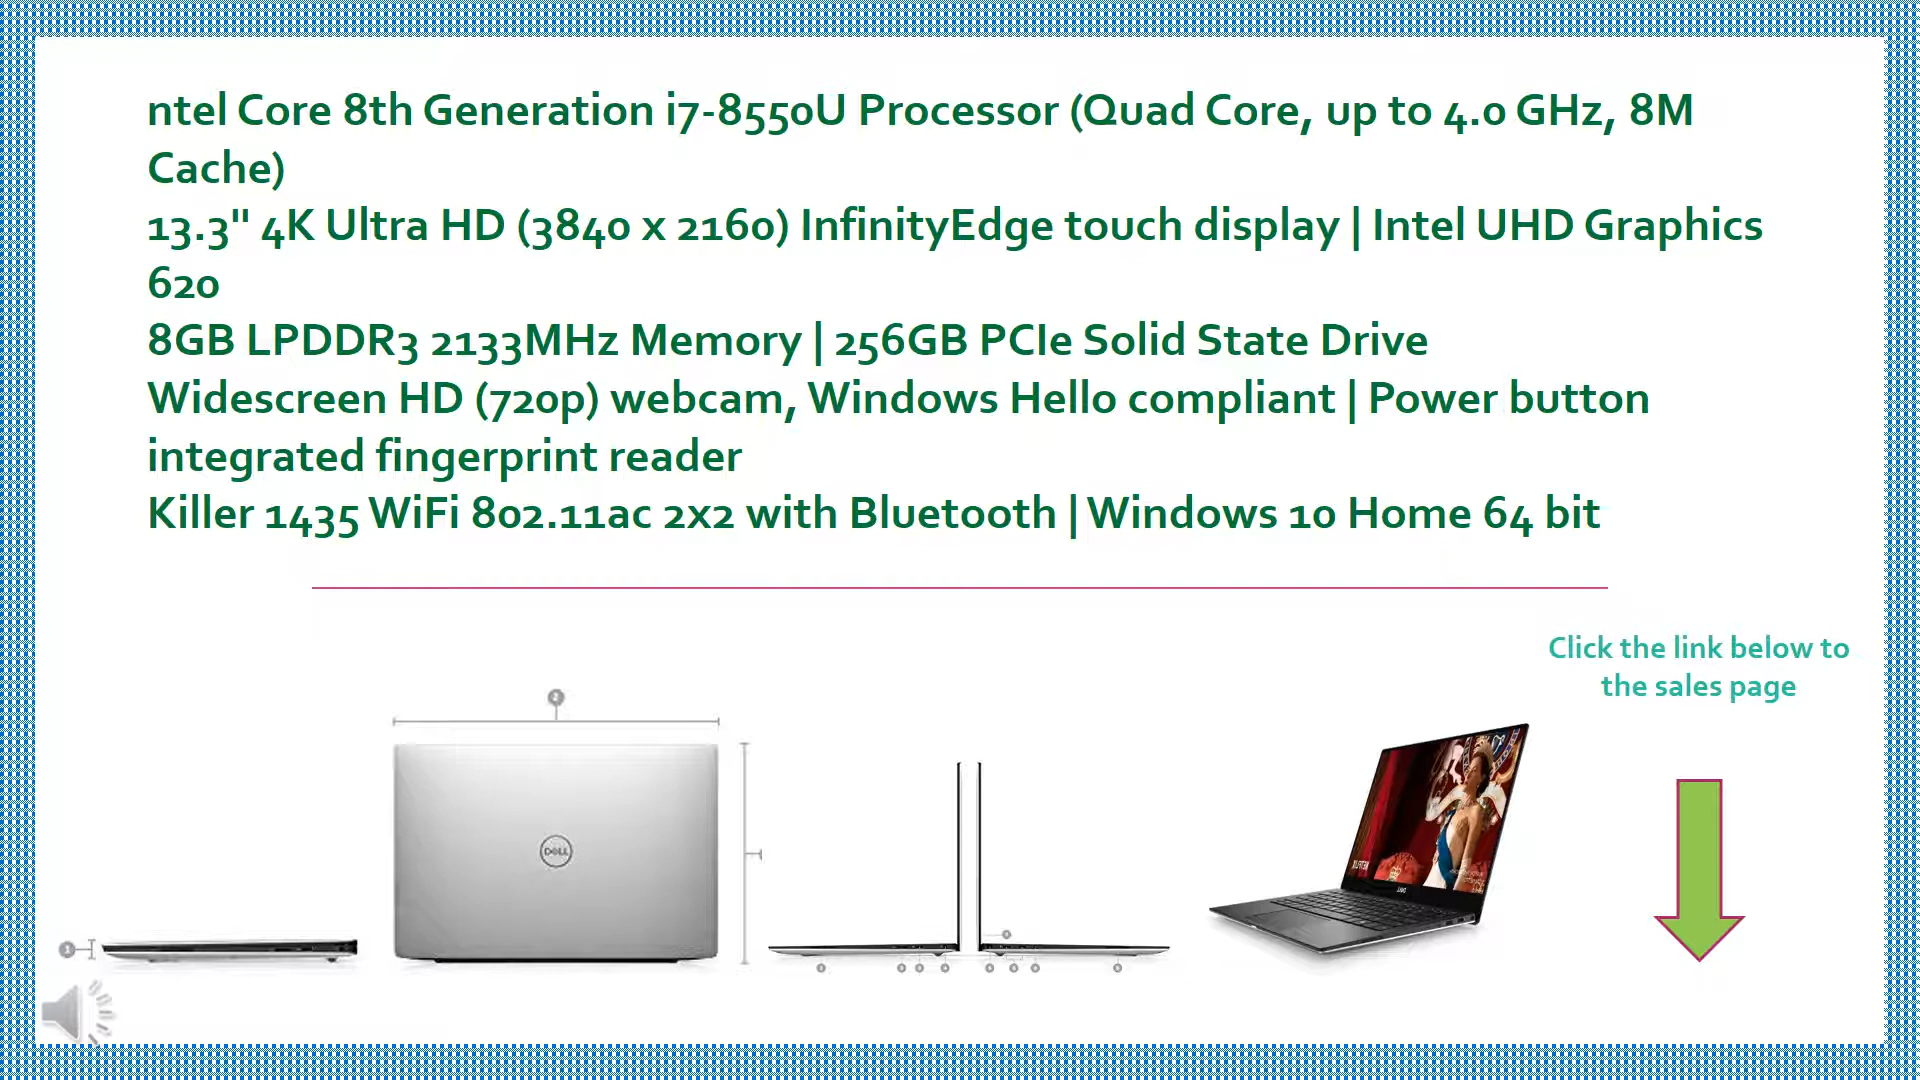 ntel Core 8th Generation i7-8550U Processor (Quad Core, up to 4.0 GHz, 8M
Cache)
13.3" 4K Ultra HD (3840 x 2160) InfinityEdge touch display | Intel UHD Graphics
620
8GB LPDDR3 2133MHz Memory | 256GB PCIe Solid State Drive
Widescreen HD (720p) webcam, Windows Hello compliant | Power button
integrated fingerprint reader
Killer 1435 WiFi 802.11ac 2x2 with Bluetooth | Windows 10 Home 64 bit
Click the link below to
the sales page
2
DELL